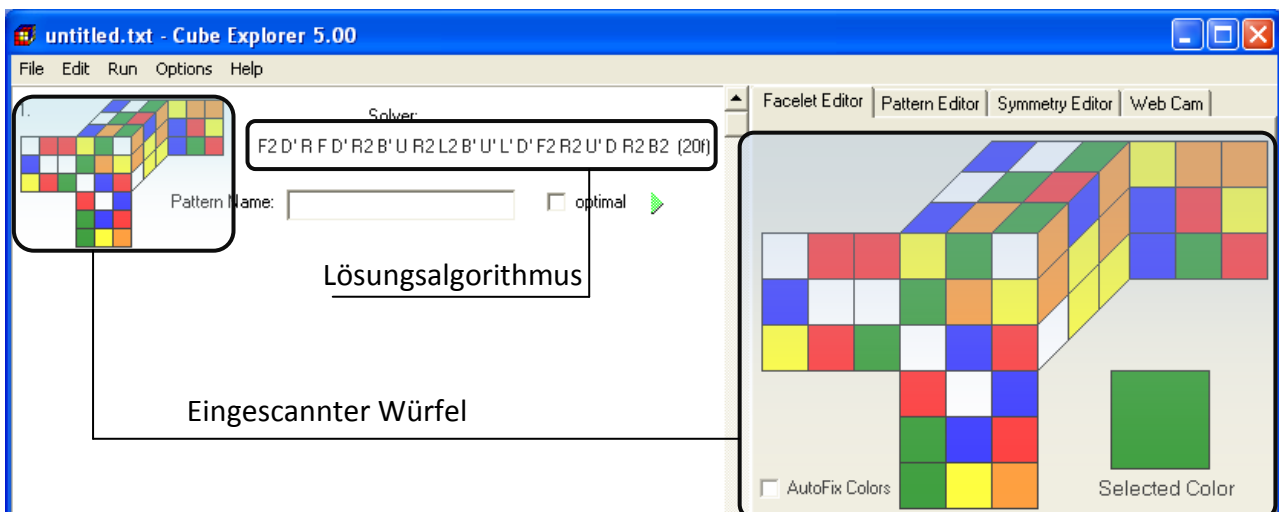 untitled.txt - Cube Explorer 5.00
File Edit Run Options Help
1.
Solver:
F2 D' R F D' R2 B' U R2 L2 B' U' L' D' F2 R2 U' D R2 B2 (20f)
Pattern Name:
optimal
Lösungsalgorithmus
Eingescannter Würfel
Facelet Editor Pattern Editor Symmetry Editor Web Cam
AutoFix Colors
Selected Color